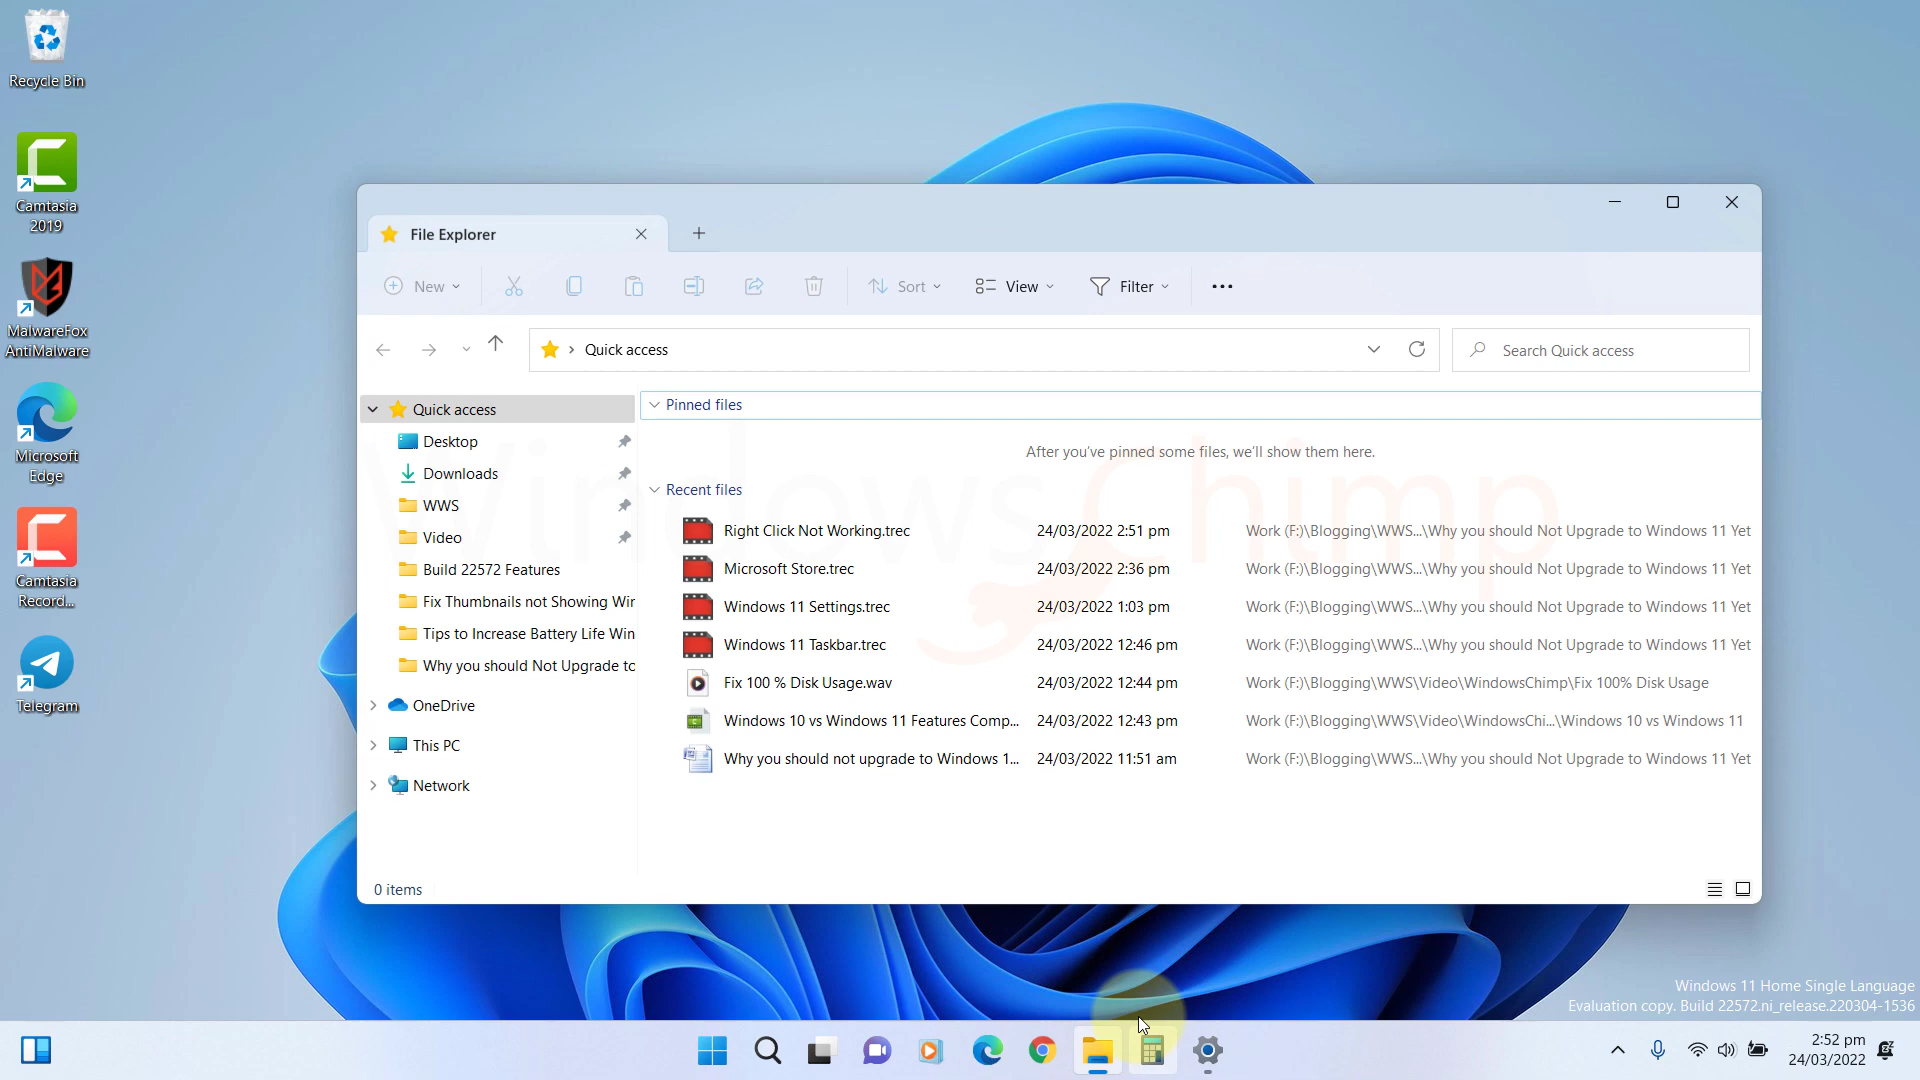 Recycle Bin
Camtasia
2019
MalwareFox
AntiMalware
Microsoft
Edge
Camtasia
Record...
Telegram
File Explorer
New
Sort
View
Filter
Quick access
Search Quick access
Quick access
Desktop
Downloads
WWS
Video
Build 22572 Features
Fix Thumbnails not Showing Wir
Tips to Increase Battery Life Win
Why you should Not Upgrade to
OneDrive
This PC
Network
Pinned files
After you've pinned some files, we'll show them here.
Recent files
Right Click Not Working.trec 24/03/2022 2:51 pm Work (F:)\Blogging\WWS...\Why you should Not Upgrade to Windows 11 Yet
Microsoft Store.trec 24/03/2022 2:36 pm Work (F:)\Blogging\WWS...\Why you should Not Upgrade to Windows 11 Yet
Windows 11 Settings.trec 24/03/2022 1:03 pm Work (F:)\Blogging\WWS...\Why you should Not Upgrade to Windows 11 Yet
Windows 11 Taskbar.trec 24/03/2022 12:46 pm Work (F:)\Blogging\WWS...\Why you should Not Upgrade to Windows 11 Yet
Fix 100 % Disk Usage.wav 24/03/2022 12:44 pm Work (F:)\Blogging\WWS\Video\WindowsChimp\Fix 100% Disk Usage
Windows 10 vs Windows 11 Features Comp... 24/03/2022 12:43 pm Work (F:)\Blogging\WWS\Video\WindowsChi...\Windows 10 vs Windows 11
Why you should not upgrade to Windows 1... 24/03/2022 11:51 am Work (F:)\Blogging\WWS...\Why you should Not Upgrade to Windows 11 Yet
WindowsChimp
0 items
Windows 11 Home Single Language
Evaluation copy. Build 22572.ni_release.220304-1536
2:52 pm
24/03/2022